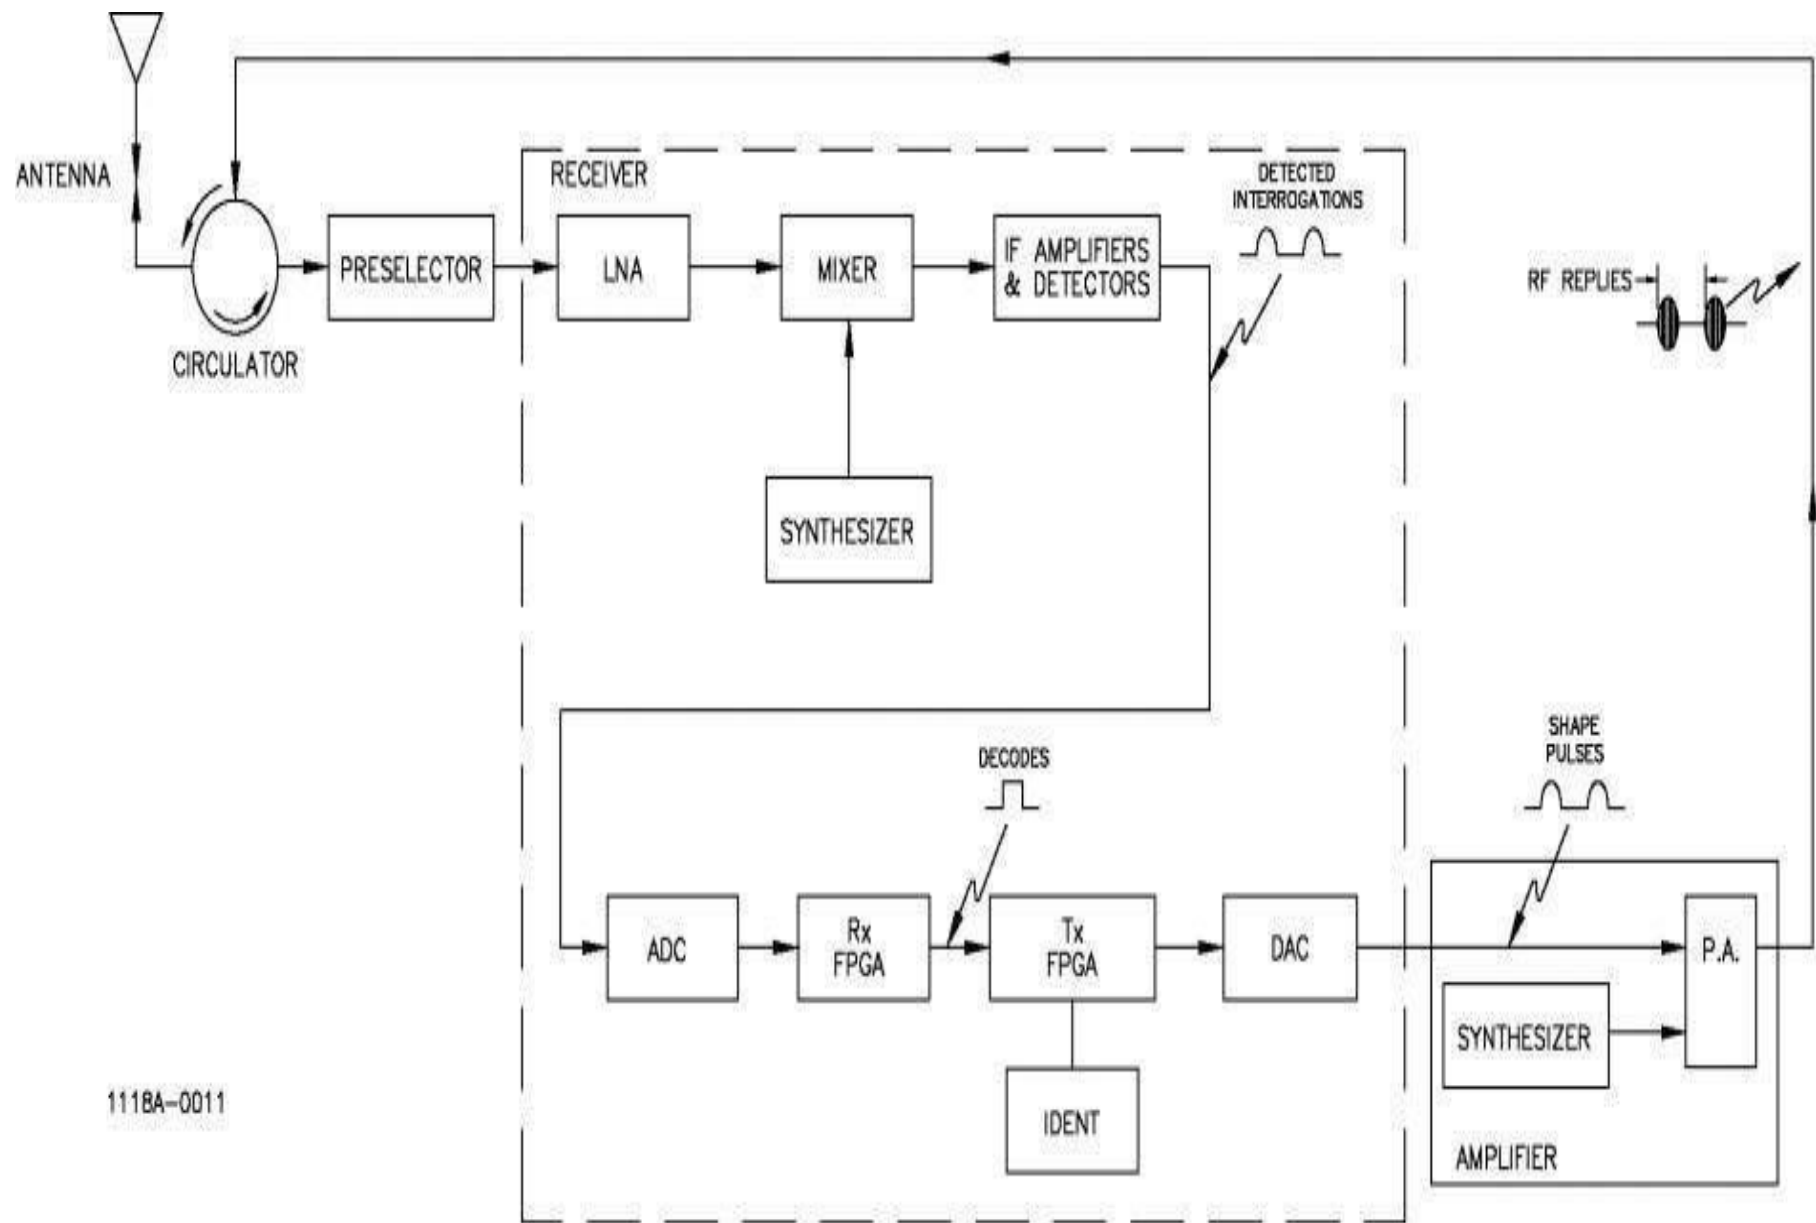 ANTENNA
CIRCULATOR
PRESELECTOR
RECEIVER
LNA
MIXER
IF AMPLIFIERS
& DETECTORS
DETECTED
INTERROGATIONS
RF REPLIES
SYNTHESIZER
DECODES
SHAPE
PULSES
ADC
Rx
FPGA
Tx
FPGA
DAC
P.A.
SYNTHESIZER
IDENT
AMPLIFIER
1118A-0011